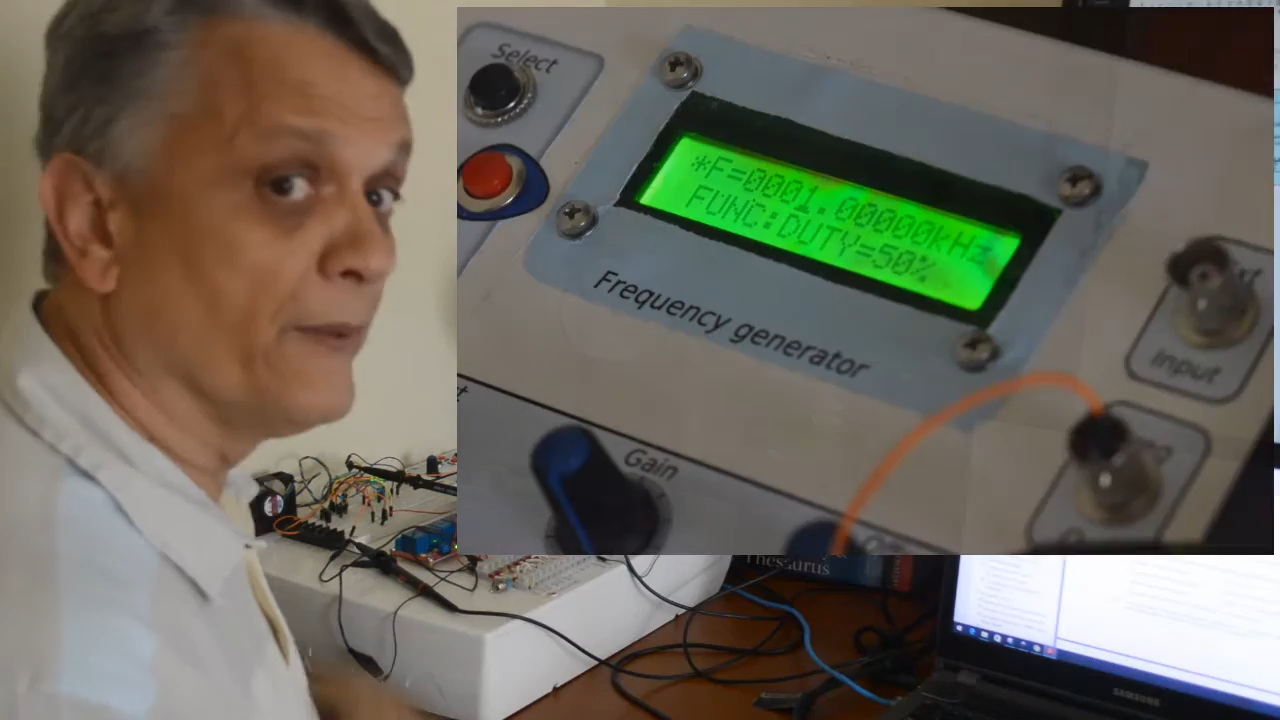 Select
*F=0001.00000kHz
FUNC:DUTY=50%
Frequency generator
Input
Gain
Thesaurus
SAMSUNG